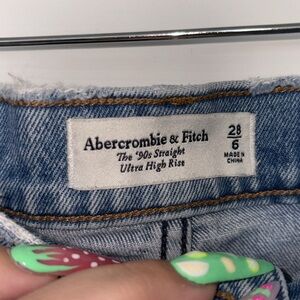 Abercrombie & Fitch
The '90s Straight
Ultra High Rise
28
6
MADE IN
CHINA